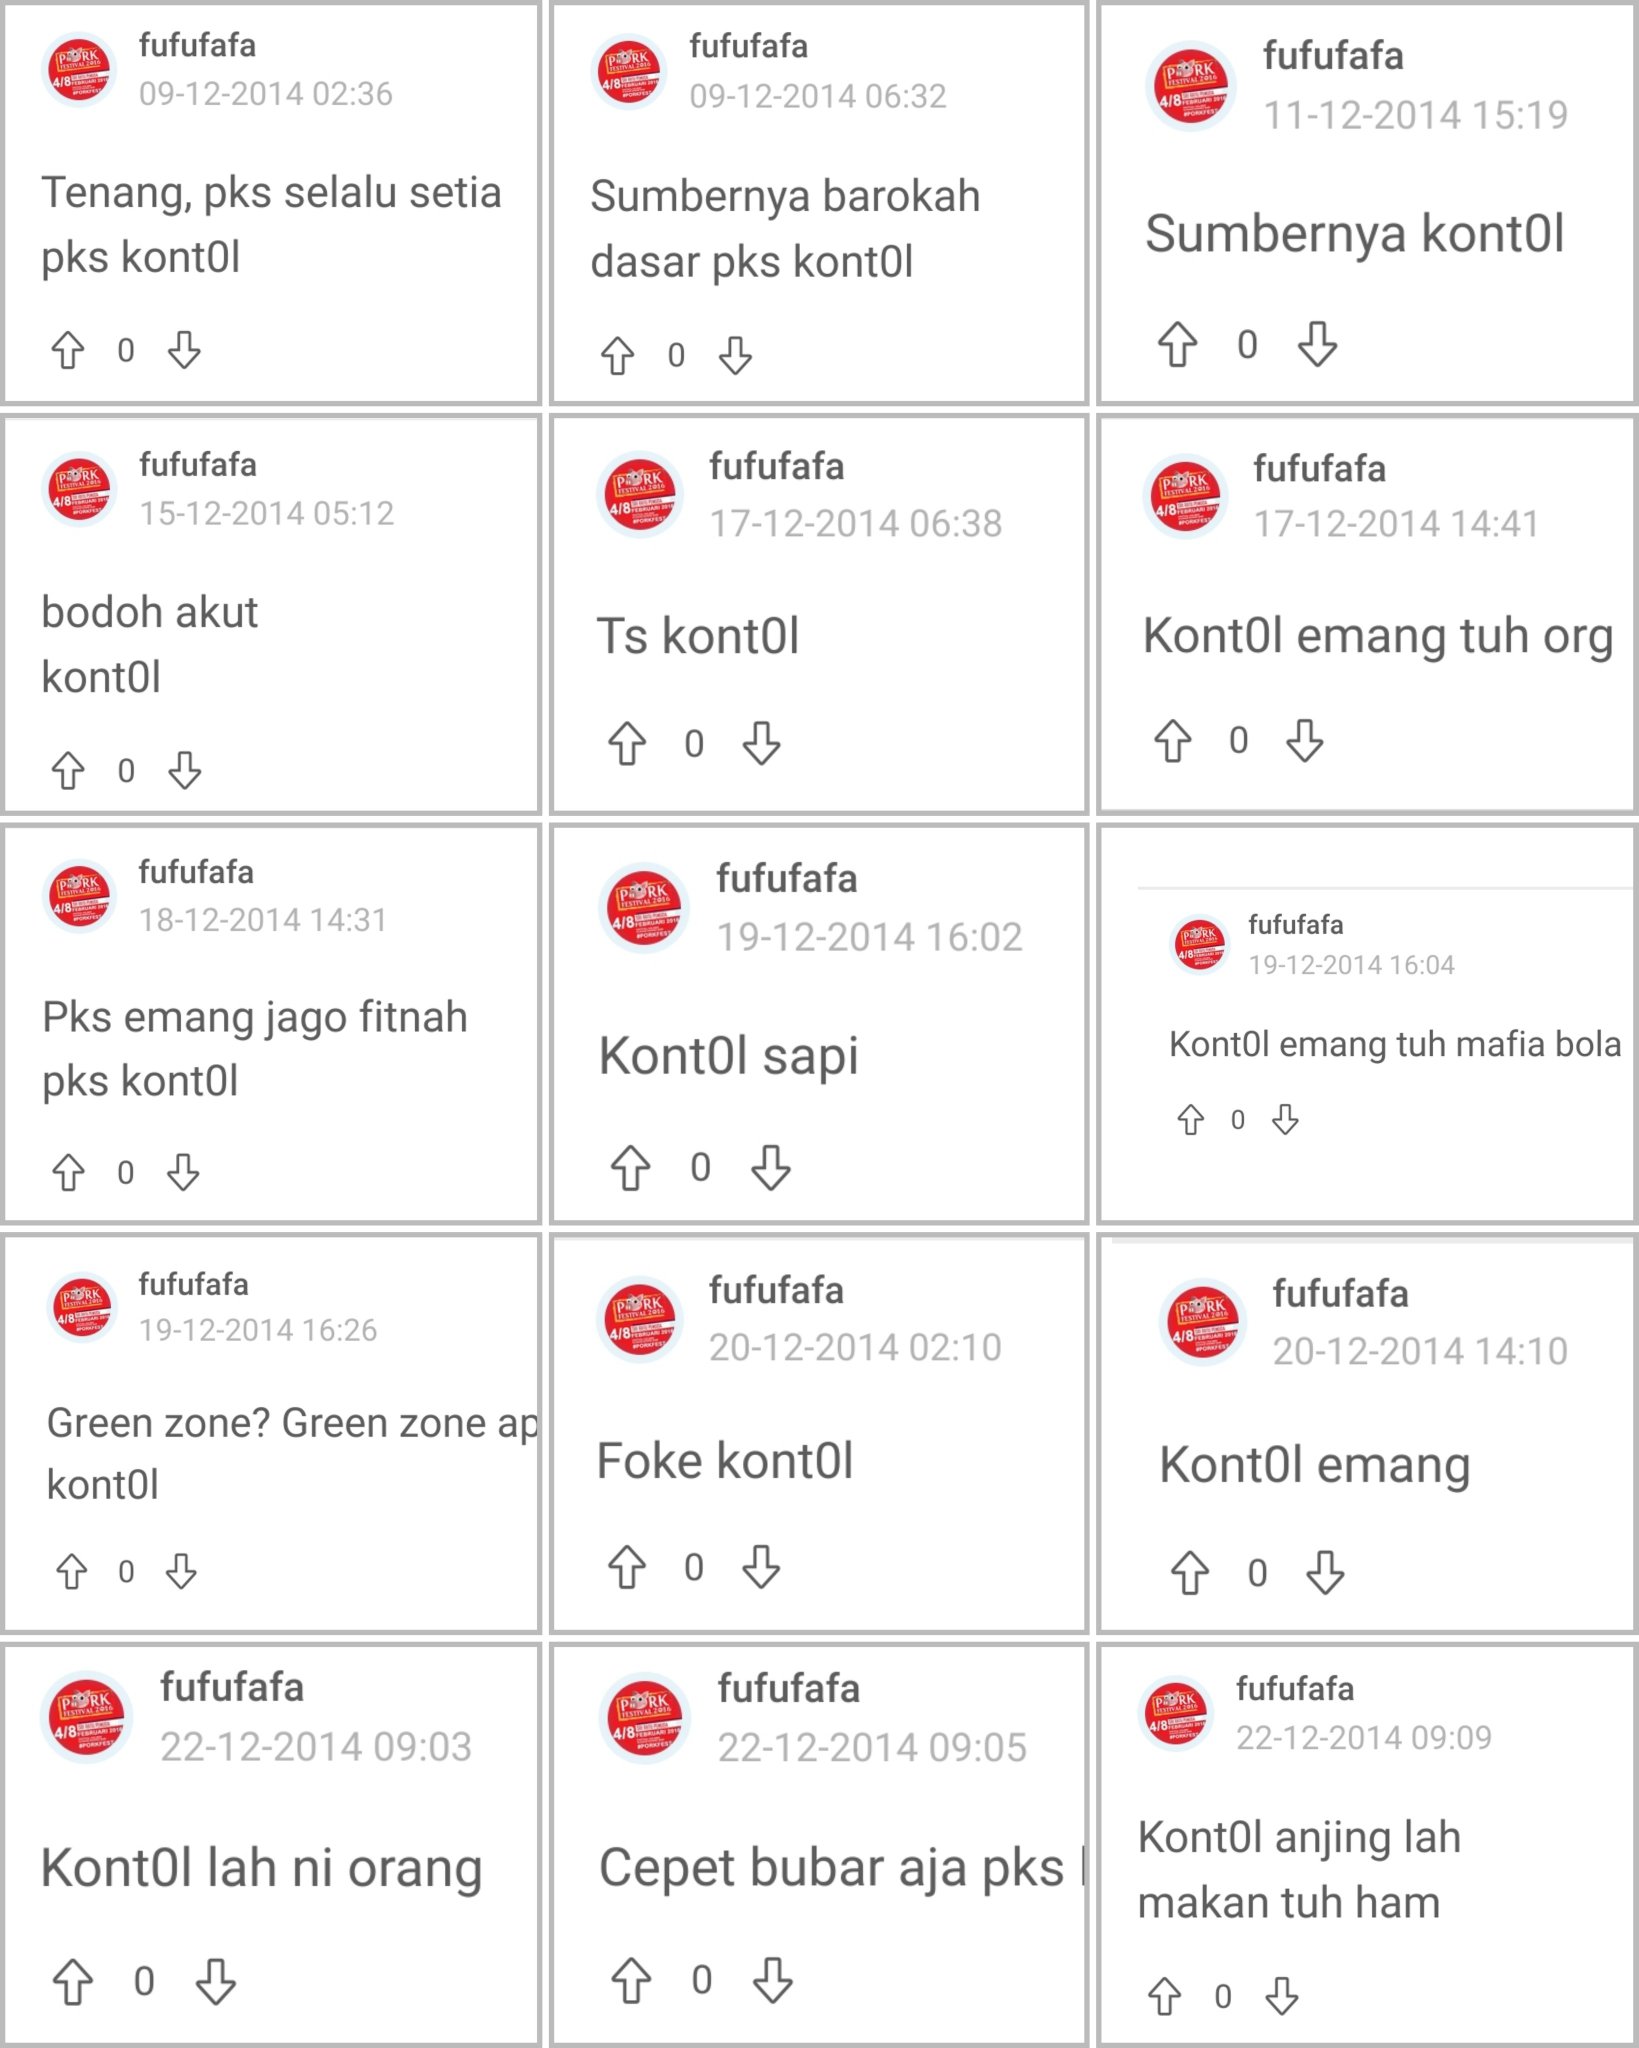 fufufafa
09-12-2014 02:36
Tenang, pks selalu setia
pks kont0l
0
fufufafa
09-12-2014 06:32
Sumbernya barokah
dasar pks kont0l
0
fufufafa
11-12-2014 15:19
Sumbernya kont0l
0
fufufafa
15-12-2014 05:12
bodoh akut
kont0l
0
fufufafa
17-12-2014 06:38
Ts kont0l
0
fufufafa
17-12-2014 14:41
Kont0l emang tuh org
0
fufufafa
18-12-2014 14:31
Pks emang jago fitnah
pks kont0l
0
fufufafa
19-12-2014 16:02
Kont0l sapi
0
fufufafa
19-12-2014 16:04
Kont0l emang tuh mafia bola
0
fufufafa
19-12-2014 16:26
Green zone? Green zone ap
kont0l
0
fufufafa
20-12-2014 02:10
Foke kont0l
0
fufufafa
20-12-2014 14:10
Kont0l emang
0
fufufafa
22-12-2014 09:03
Kont0l lah ni orang
0
fufufafa
22-12-2014 09:05
Cepet bubar aja pks
0
fufufafa
22-12-2014 09:09
Kont0l anjing lah
makan tuh ham
0